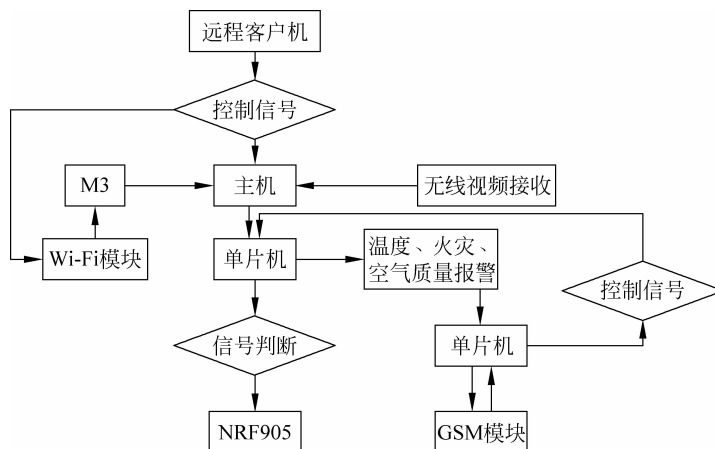 远程客户机
控制信号
M3
主机
无线视频接收
Wi-Fi模块
单片机
温度、火灾、
空气质量报警
控制信号
信号判断
单片机
NRF905
GSM模块